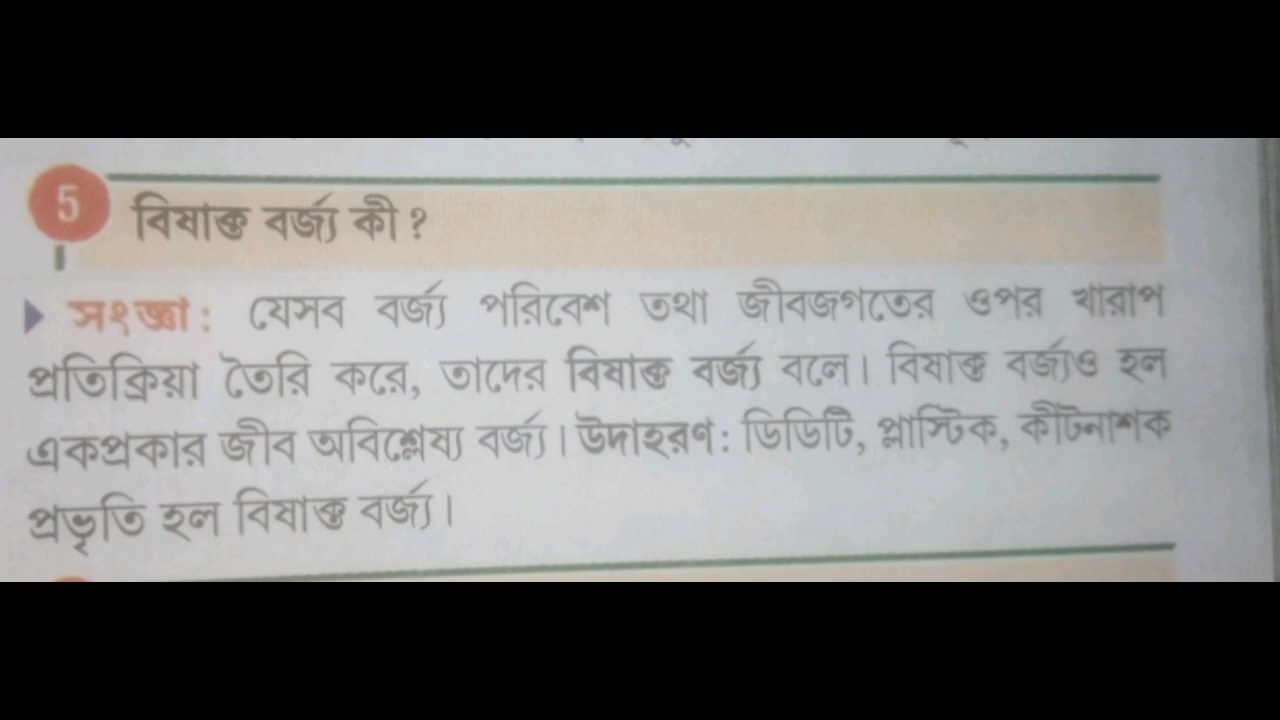 5
বিষাক্ত বর্জ্য কী ?
সংজ্ঞা : যেসব বর্জ্য পরিবেশ তথা জীবজগতের ওপর খারাপ
প্রতিক্রিয়া তৈরি করে, তাদের বিষাক্ত বর্জ্য বলে। বিষাক্ত বর্জ্যও হল
একপ্রকার জীব অবিশ্লেষ্য বর্জ্য। উদাহরণ : ডিডিটি, প্লাস্টিক, কীটনাশক
প্রভৃতি হল বিষাক্ত বর্জ্য।